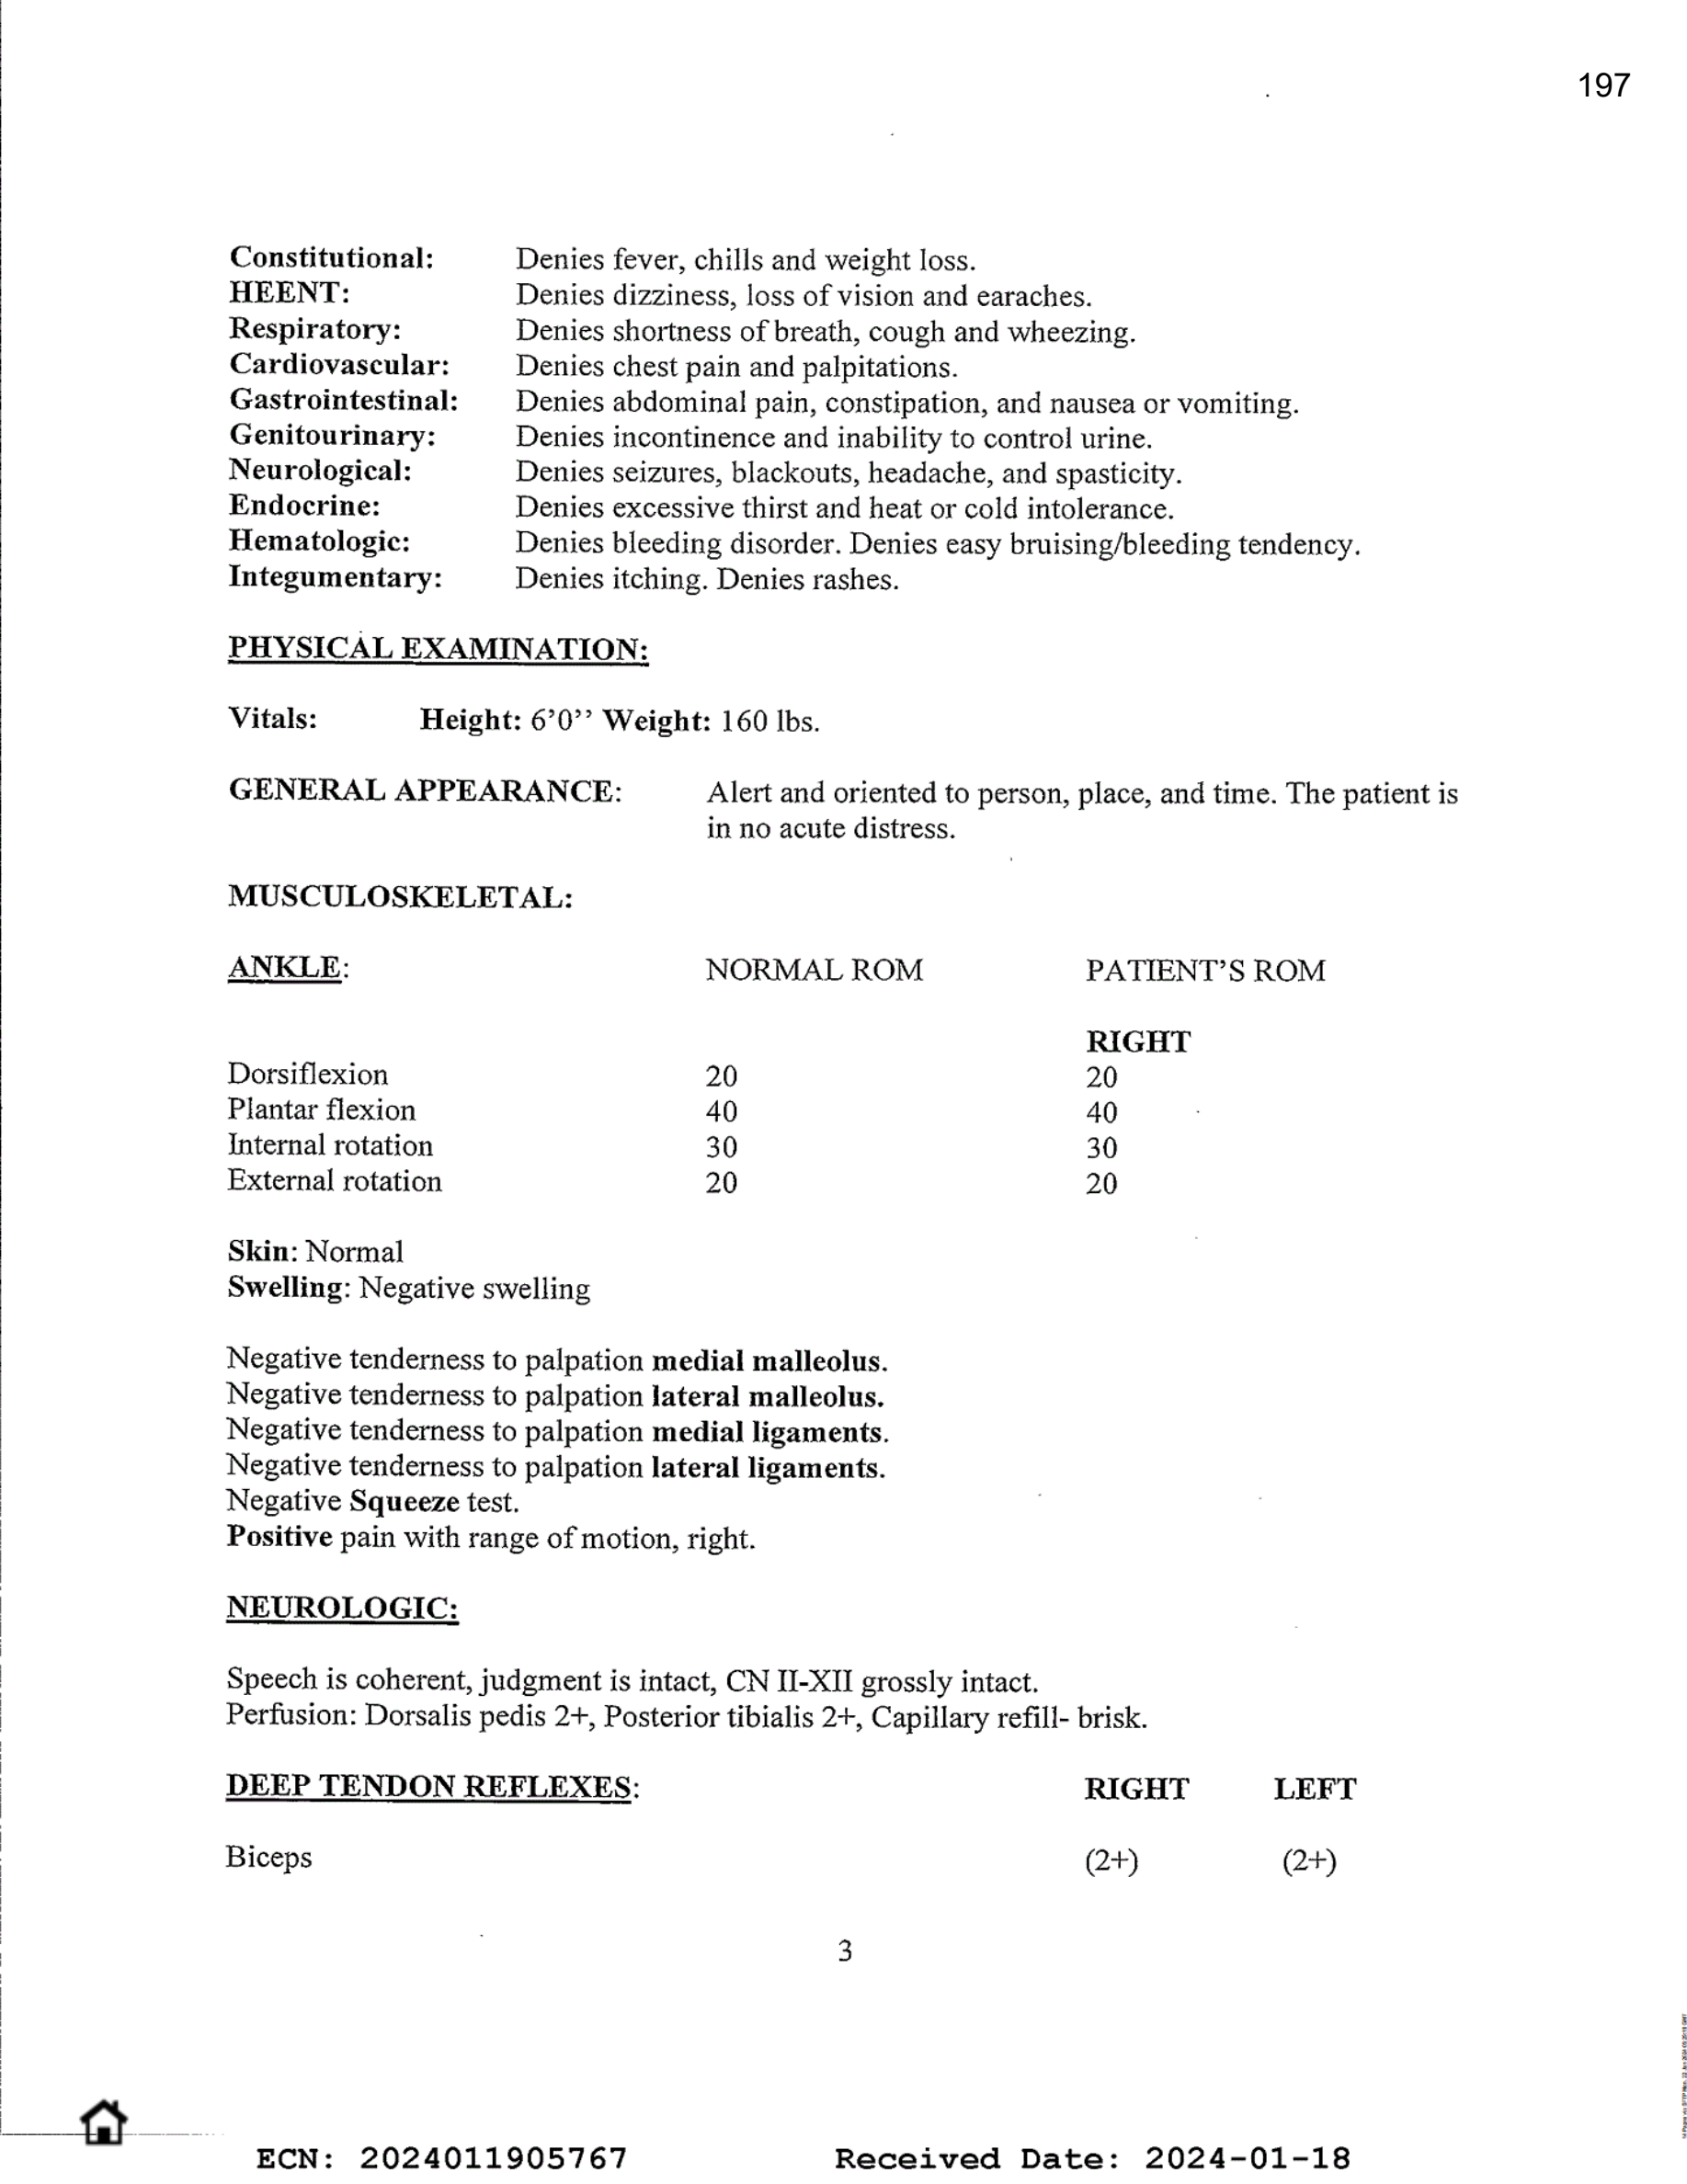 197
Constitutional: Denies fever, chills and weight loss.
HEENT: Denies dizziness, loss of vision and earaches.
Respiratory: Denies shortness of breath, cough and wheezing.
Cardiovascular: Denies chest pain and palpitations.
Gastrointestinal: Denies abdominal pain, constipation, and nausea or vomiting.
Genitourinary: Denies incontinence and inability to control urine.
Neurological: Denies seizures, blackouts, headache, and spasticity.
Endocrine: Denies excessive thirst and heat or cold intolerance.
Hematologic: Denies bleeding disorder. Denies easy bruising/bleeding tendency.
Integumentary: Denies itching. Denies rashes.
PHYSICAL EXAMINATION:
Vitals: Height: 6’0’’ Weight: 160 lbs.
GENERAL APPEARANCE: Alert and oriented to person, place, and time. The patient is
in no acute distress.
MUSCULOSKELETAL:
ANKLE: NORMAL ROM PATIENT’S ROM
RIGHT
Dorsiflexion 20 20
Plantar flexion 40 40
Internal rotation 30 30
External rotation 20 20
Skin: Normal
Swelling: Negative swelling
Negative tenderness to palpation medial malleolus.
Negative tenderness to palpation lateral malleolus.
Negative tenderness to palpation medial ligaments.
Negative tenderness to palpation lateral ligaments.
Negative Squeeze test.
Positive pain with range of motion, right.
NEUROLOGIC:
Speech is coherent, judgment is intact, CN II-XII grossly intact.
Perfusion: Dorsalis pedis 2+, Posterior tibialis 2+, Capillary refill- brisk.
DEEP TENDON REFLEXES: RIGHT LEFT
Biceps (2+) (2+)
3
ECN: 2024011905767 Received Date: 2024-01-18